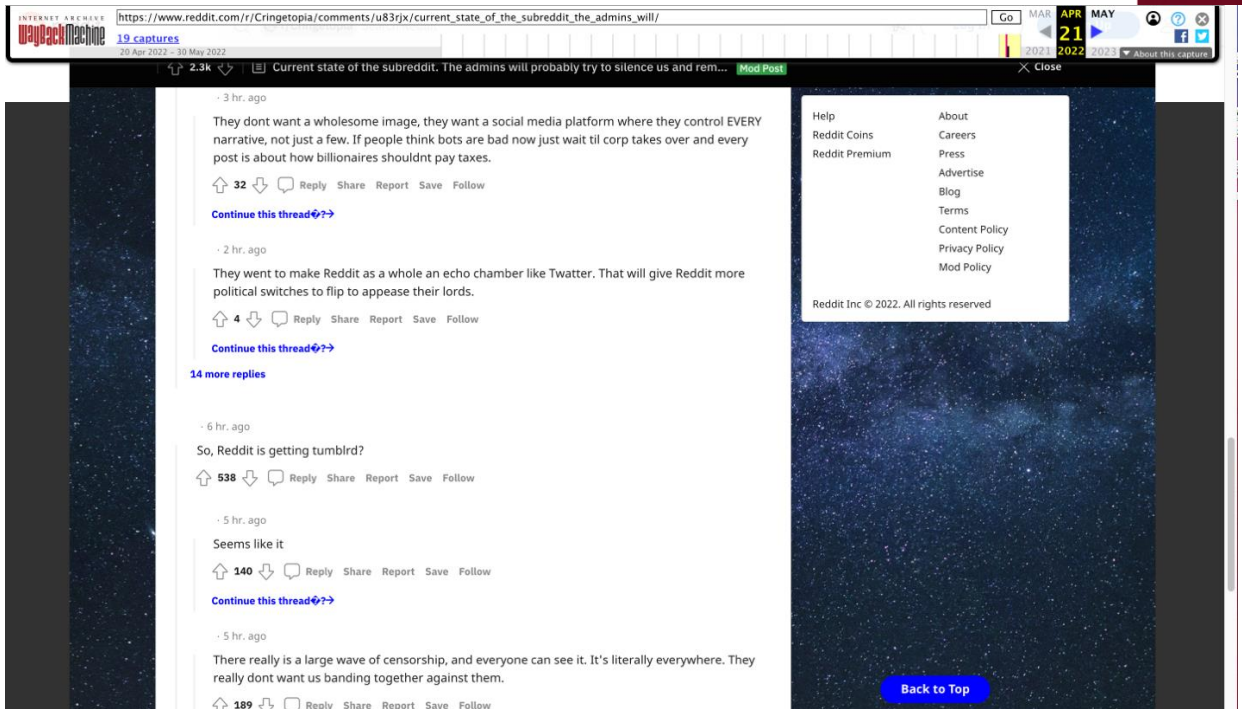 INTERNET ARCHIVE
WayBackMachine
https://www.reddit.com/r/Cringetopia/comments/u83rjx/current_state_of_the_subreddit_the_admins_will/
Go
MAR APR MAY
19 captures
21
20 Apr 2022 – 30 May 2022
2021 2022 2023
▼ About this capture
2.3k Current state of the subreddit. The admins will probably try to silence us and rem... Mod Post
Close
· 3 hr. ago
They dont want a wholesome image, they want a social media platform where they control EVERY
narrative, not just a few. If people think bots are bad now just wait til corp takes over and every
post is about how billionaires shouldnt pay taxes.
32 Reply Share Report Save Follow
Continue this thread�?→
· 2 hr. ago
They went to make Reddit as a whole an echo chamber like Twatter. That will give Reddit more
political switches to flip to appease their lords.
4 Reply Share Report Save Follow
Continue this thread�?→
14 more replies
· 6 hr. ago
So, Reddit is getting tumblrd?
538 Reply Share Report Save Follow
· 5 hr. ago
Seems like it
140 Reply Share Report Save Follow
Continue this thread�?→
· 5 hr. ago
There really is a large wave of censorship, and everyone can see it. It's literally everywhere. They
really dont want us banding together against them.
189 Reply Share Report Save Follow
Help
Reddit Coins
Reddit Premium
About
Careers
Press
Advertise
Blog
Terms
Content Policy
Privacy Policy
Mod Policy
Reddit Inc © 2022. All rights reserved
Back to Top